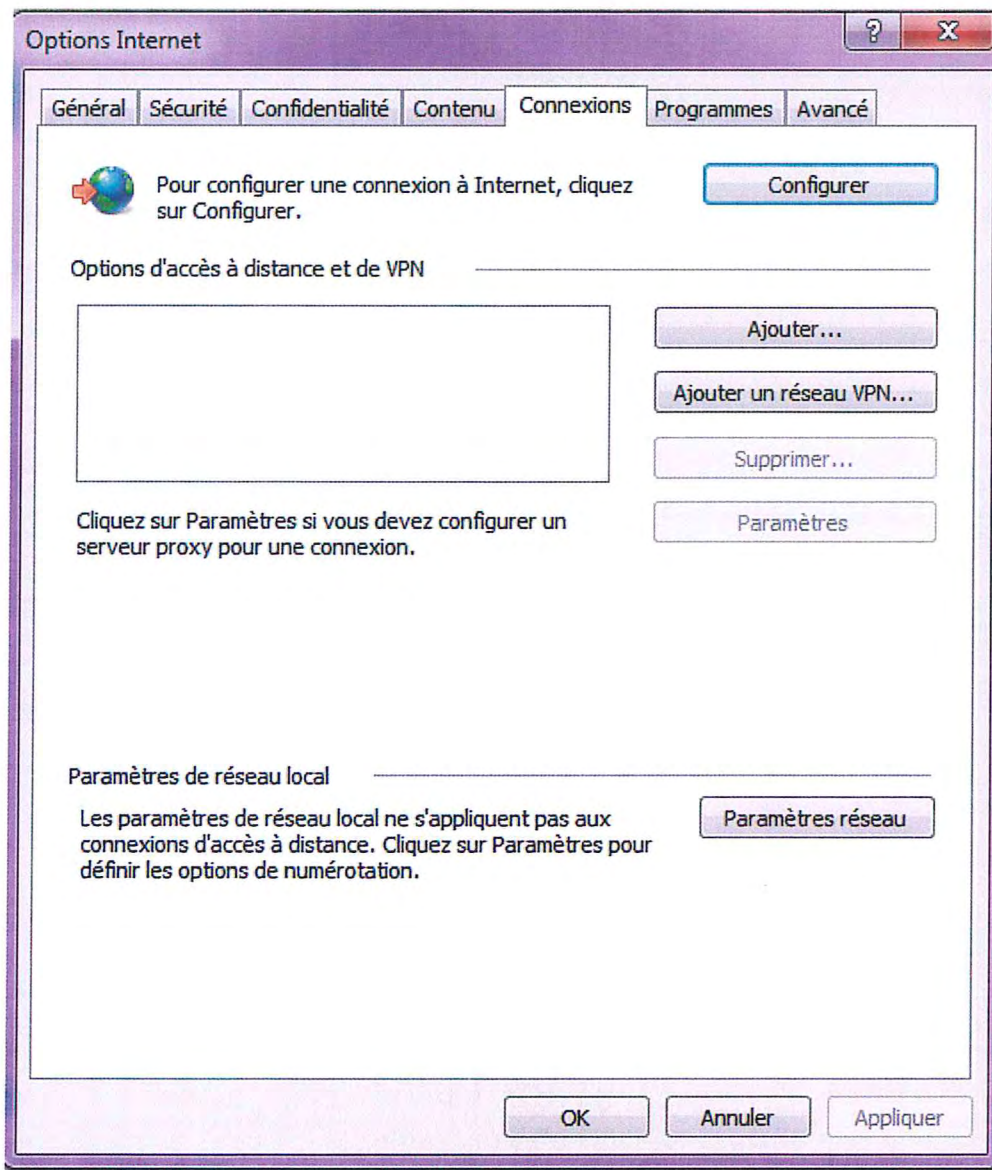 Options Internet
?
X
Général
Sécurité
Confidentialité
Contenu
Connexions
Programmes
Avancé
Pour configurer une connexion à Internet, cliquez
sur Configurer.
Configurer
Options d'accès à distance et de VPN
Ajouter...
Ajouter un réseau VPN...
Supprimer...
Paramètres
Cliquez sur Paramètres si vous devez configurer un
serveur proxy pour une connexion.
Paramètres de réseau local
Les paramètres de réseau local ne s'appliquent pas aux
connexions d'accès à distance. Cliquez sur Paramètres pour
définir les options de numérotation.
Paramètres réseau
OK
Annuler
Appliquer